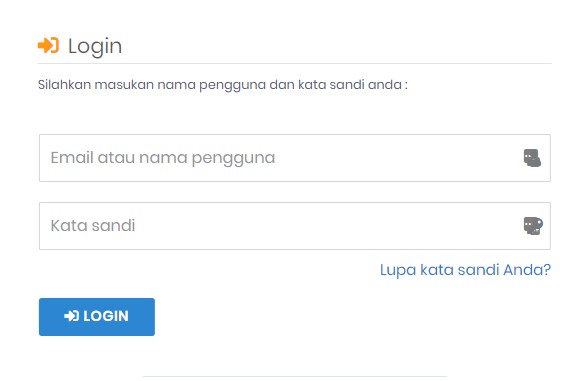 Login
Silahkan masukan nama pengguna dan kata sandi anda :
Email atau nama pengguna
Kata sandi
Lupa kata sandi Anda?
LOGIN